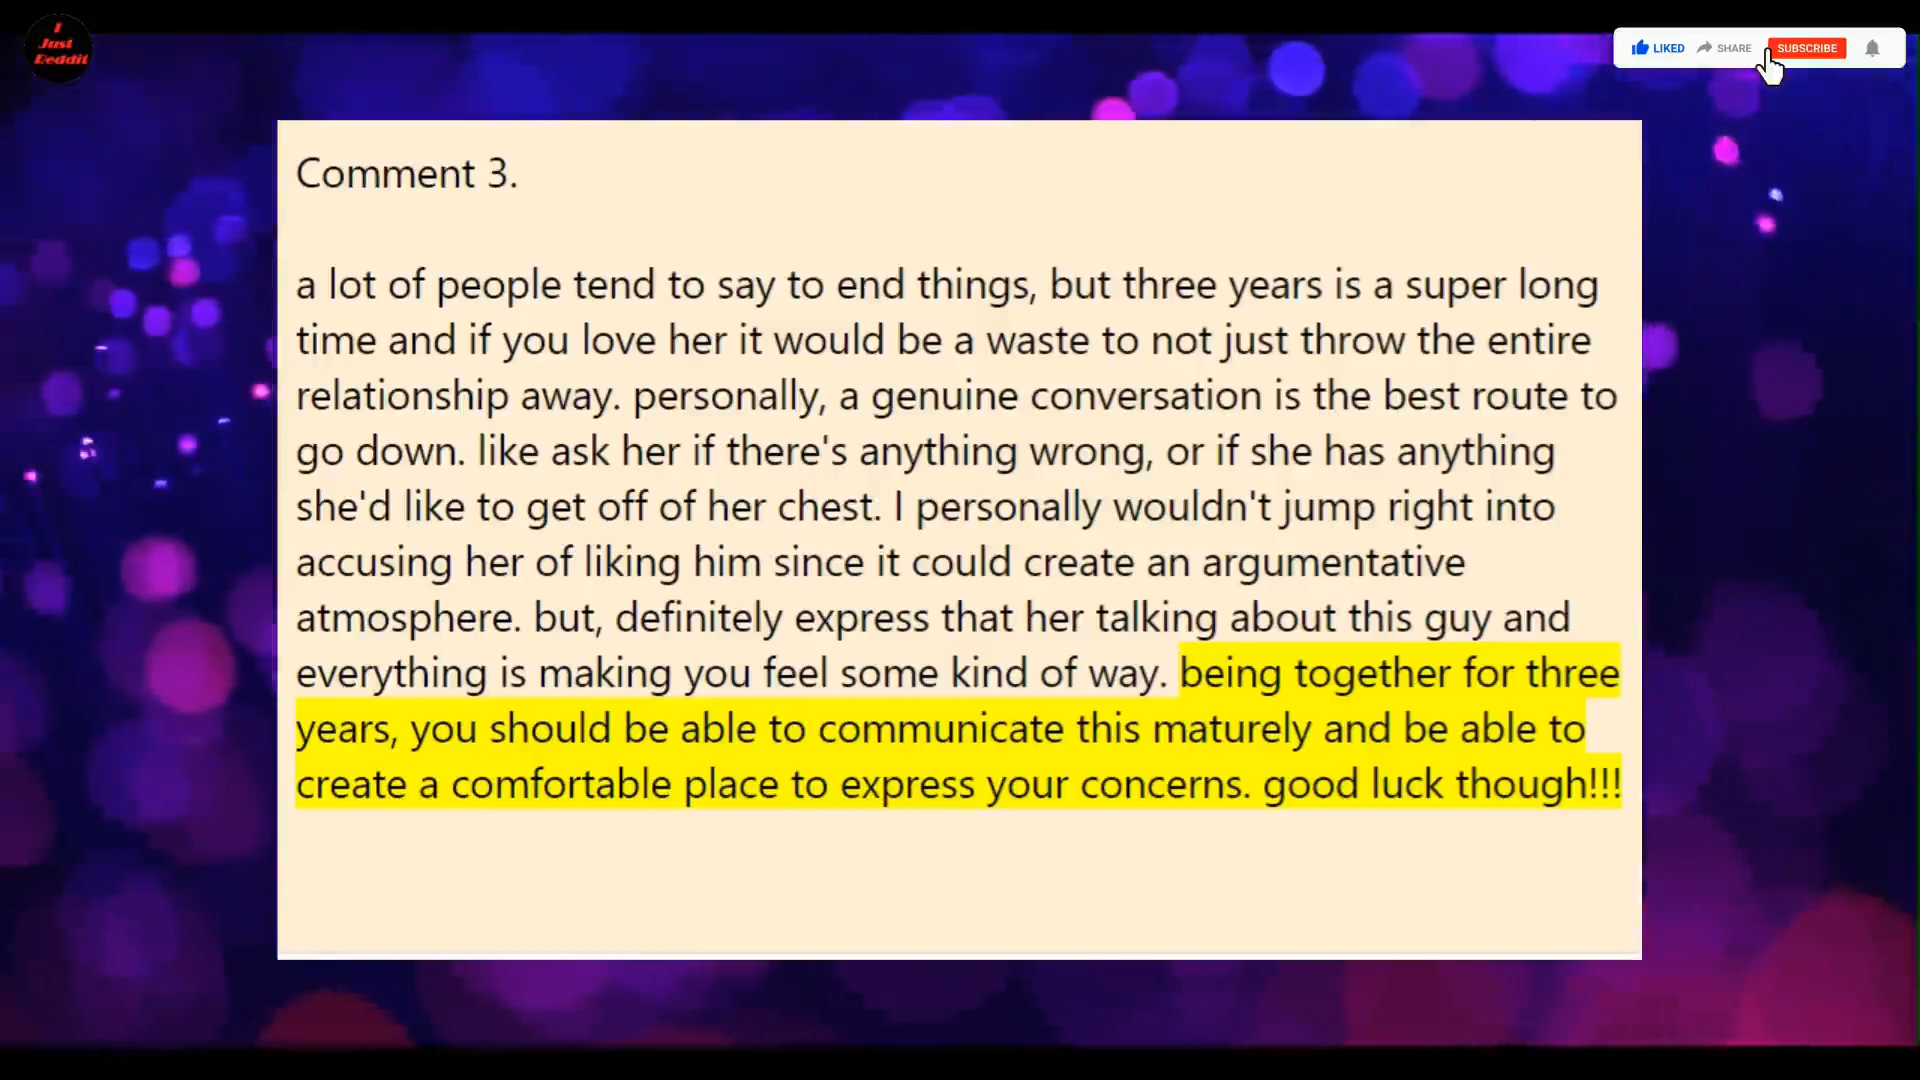 I
Just
Reddit
LIKED SHARE SUBSCRIBE
Comment 3.
a lot of people tend to say to end things, but three years is a super long
time and if you love her it would be a waste to not just throw the entire
relationship away. personally, a genuine conversation is the best route to
go down. like ask her if there's anything wrong, or if she has anything
she'd like to get off of her chest. I personally wouldn't jump right into
accusing her of liking him since it could create an argumentative
atmosphere. but, definitely express that her talking about this guy and
everything is making you feel some kind of way. being together for three
years, you should be able to communicate this maturely and be able to
create a comfortable place to express your concerns. good luck though!!!